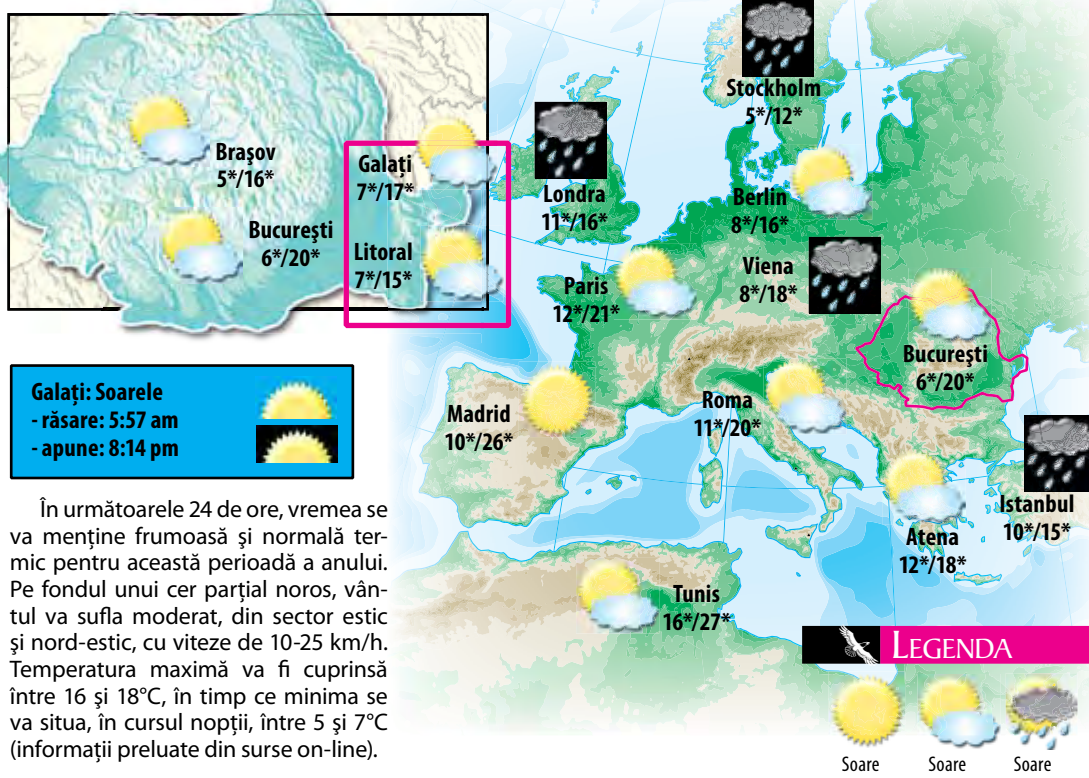 Braşov
5*/16*
Bucureşti
6*/20*
Galaţi
7*/17*
Litoral
7*/15*
Stockholm
5*/12*
Londra
11*/16*
Berlin
8*/16*
Viena
8*/18*
Paris
12*/21*
Bucureşti
6*/20*
Madrid
10*/26*
Roma
11*/20*
Istanbul
10*/15*
Atena
12*/18*
Tunis
16*/27*
Galaţi: Soarele
- răsare: 5:57 am
- apune: 8:14 pm
În următoarele 24 de ore, vremea se
va menţine frumoasă şi normală ter-
mic pentru această perioadă a anului.
Pe fondul unui cer parţial noros, vân-
tul va sufla moderat, din sector estic
şi nord-estic, cu viteze de 10-25 km/h.
Temperatura maximă va fi cuprinsă
între 16 şi 18°C, în timp ce minima se
va situa, în cursul nopţii, între 5 şi 7°C
(informaţii preluate din surse on-line).
LEGENDA
Soare
Soare
Soare